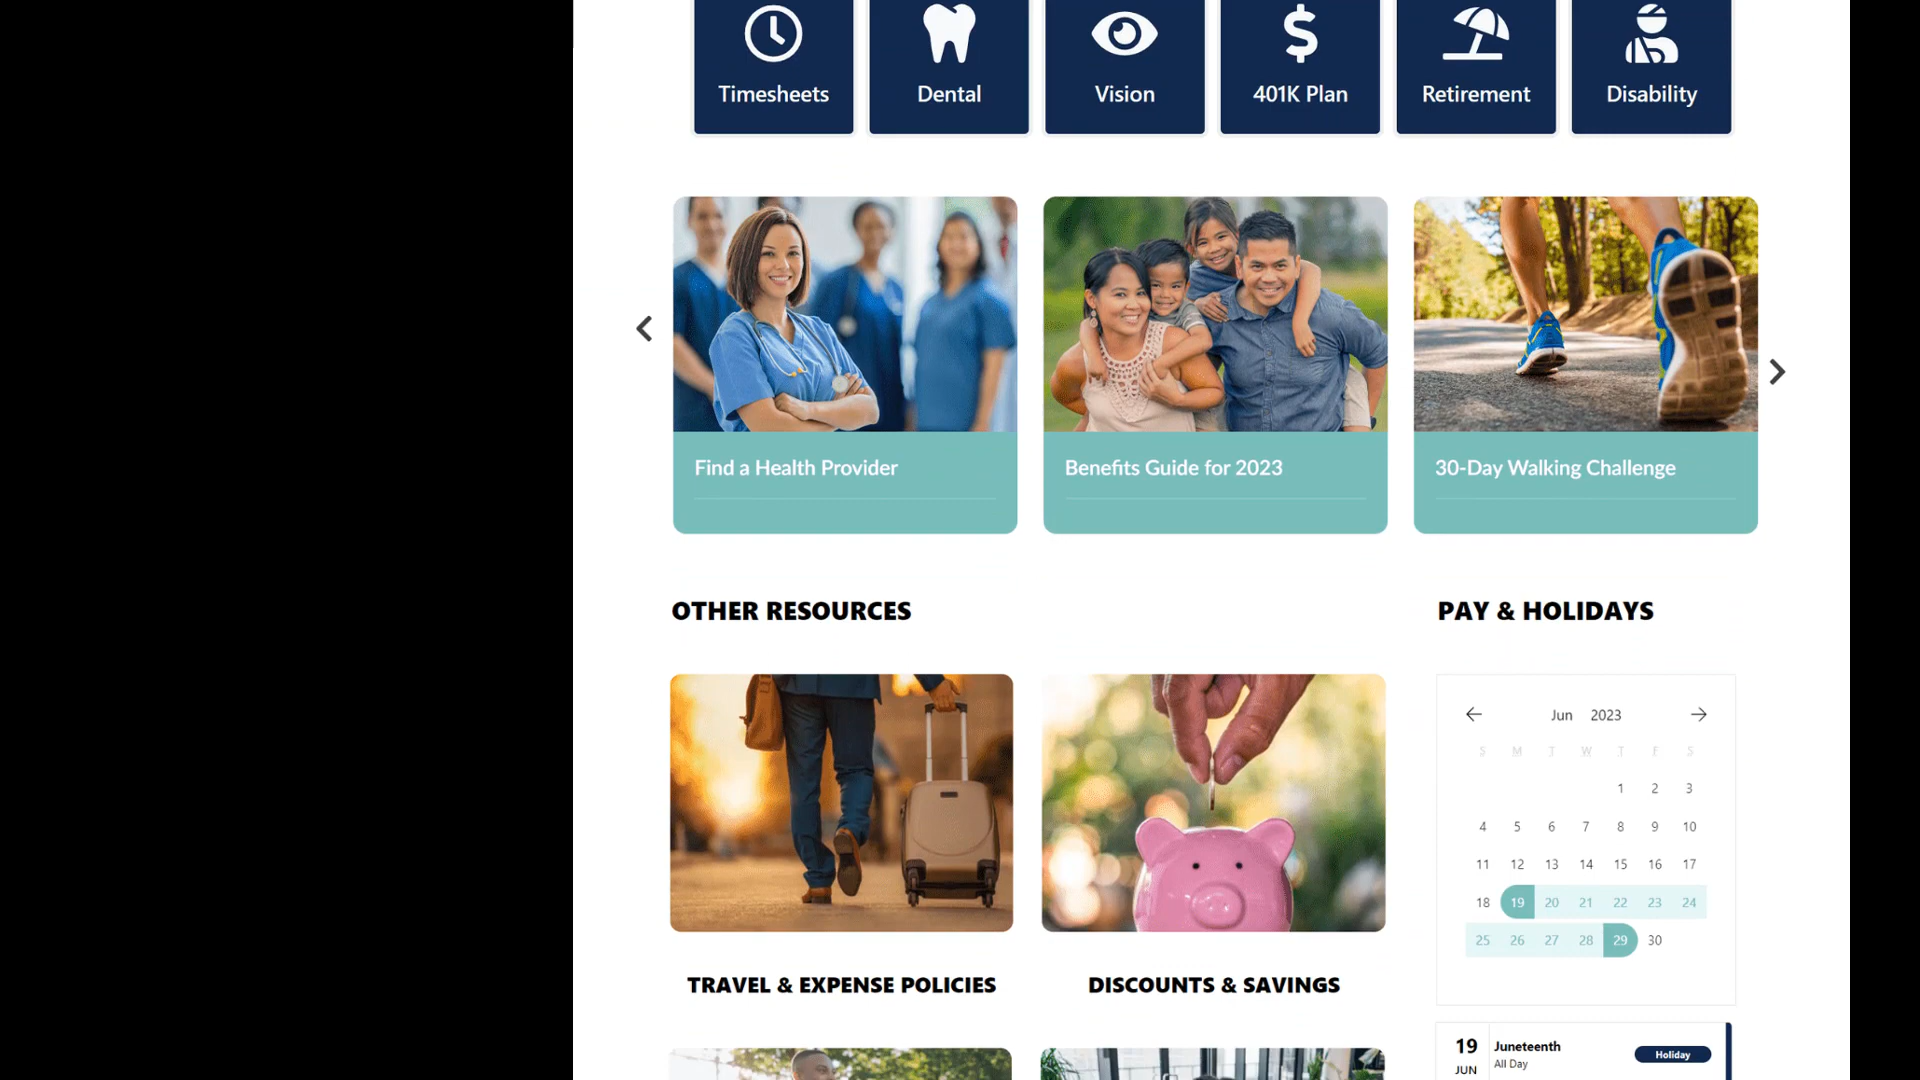 Timesheets
Dental
Vision
401K Plan
Retirement
Disability
Find a Health Provider
Benefits Guide for 2023
30-Day Walking Challenge
OTHER RESOURCES
PAY & HOLIDAYS
Jun 2023
S M T W T F S
1 2 3
4 5 6 7 8 9 10
11 12 13 14 15 16 17
18 19 20 21 22 23 24
25 26 27 28 29 30
TRAVEL & EXPENSE POLICIES
DISCOUNTS & SAVINGS
19
JUN
Juneteenth
All Day
Holiday